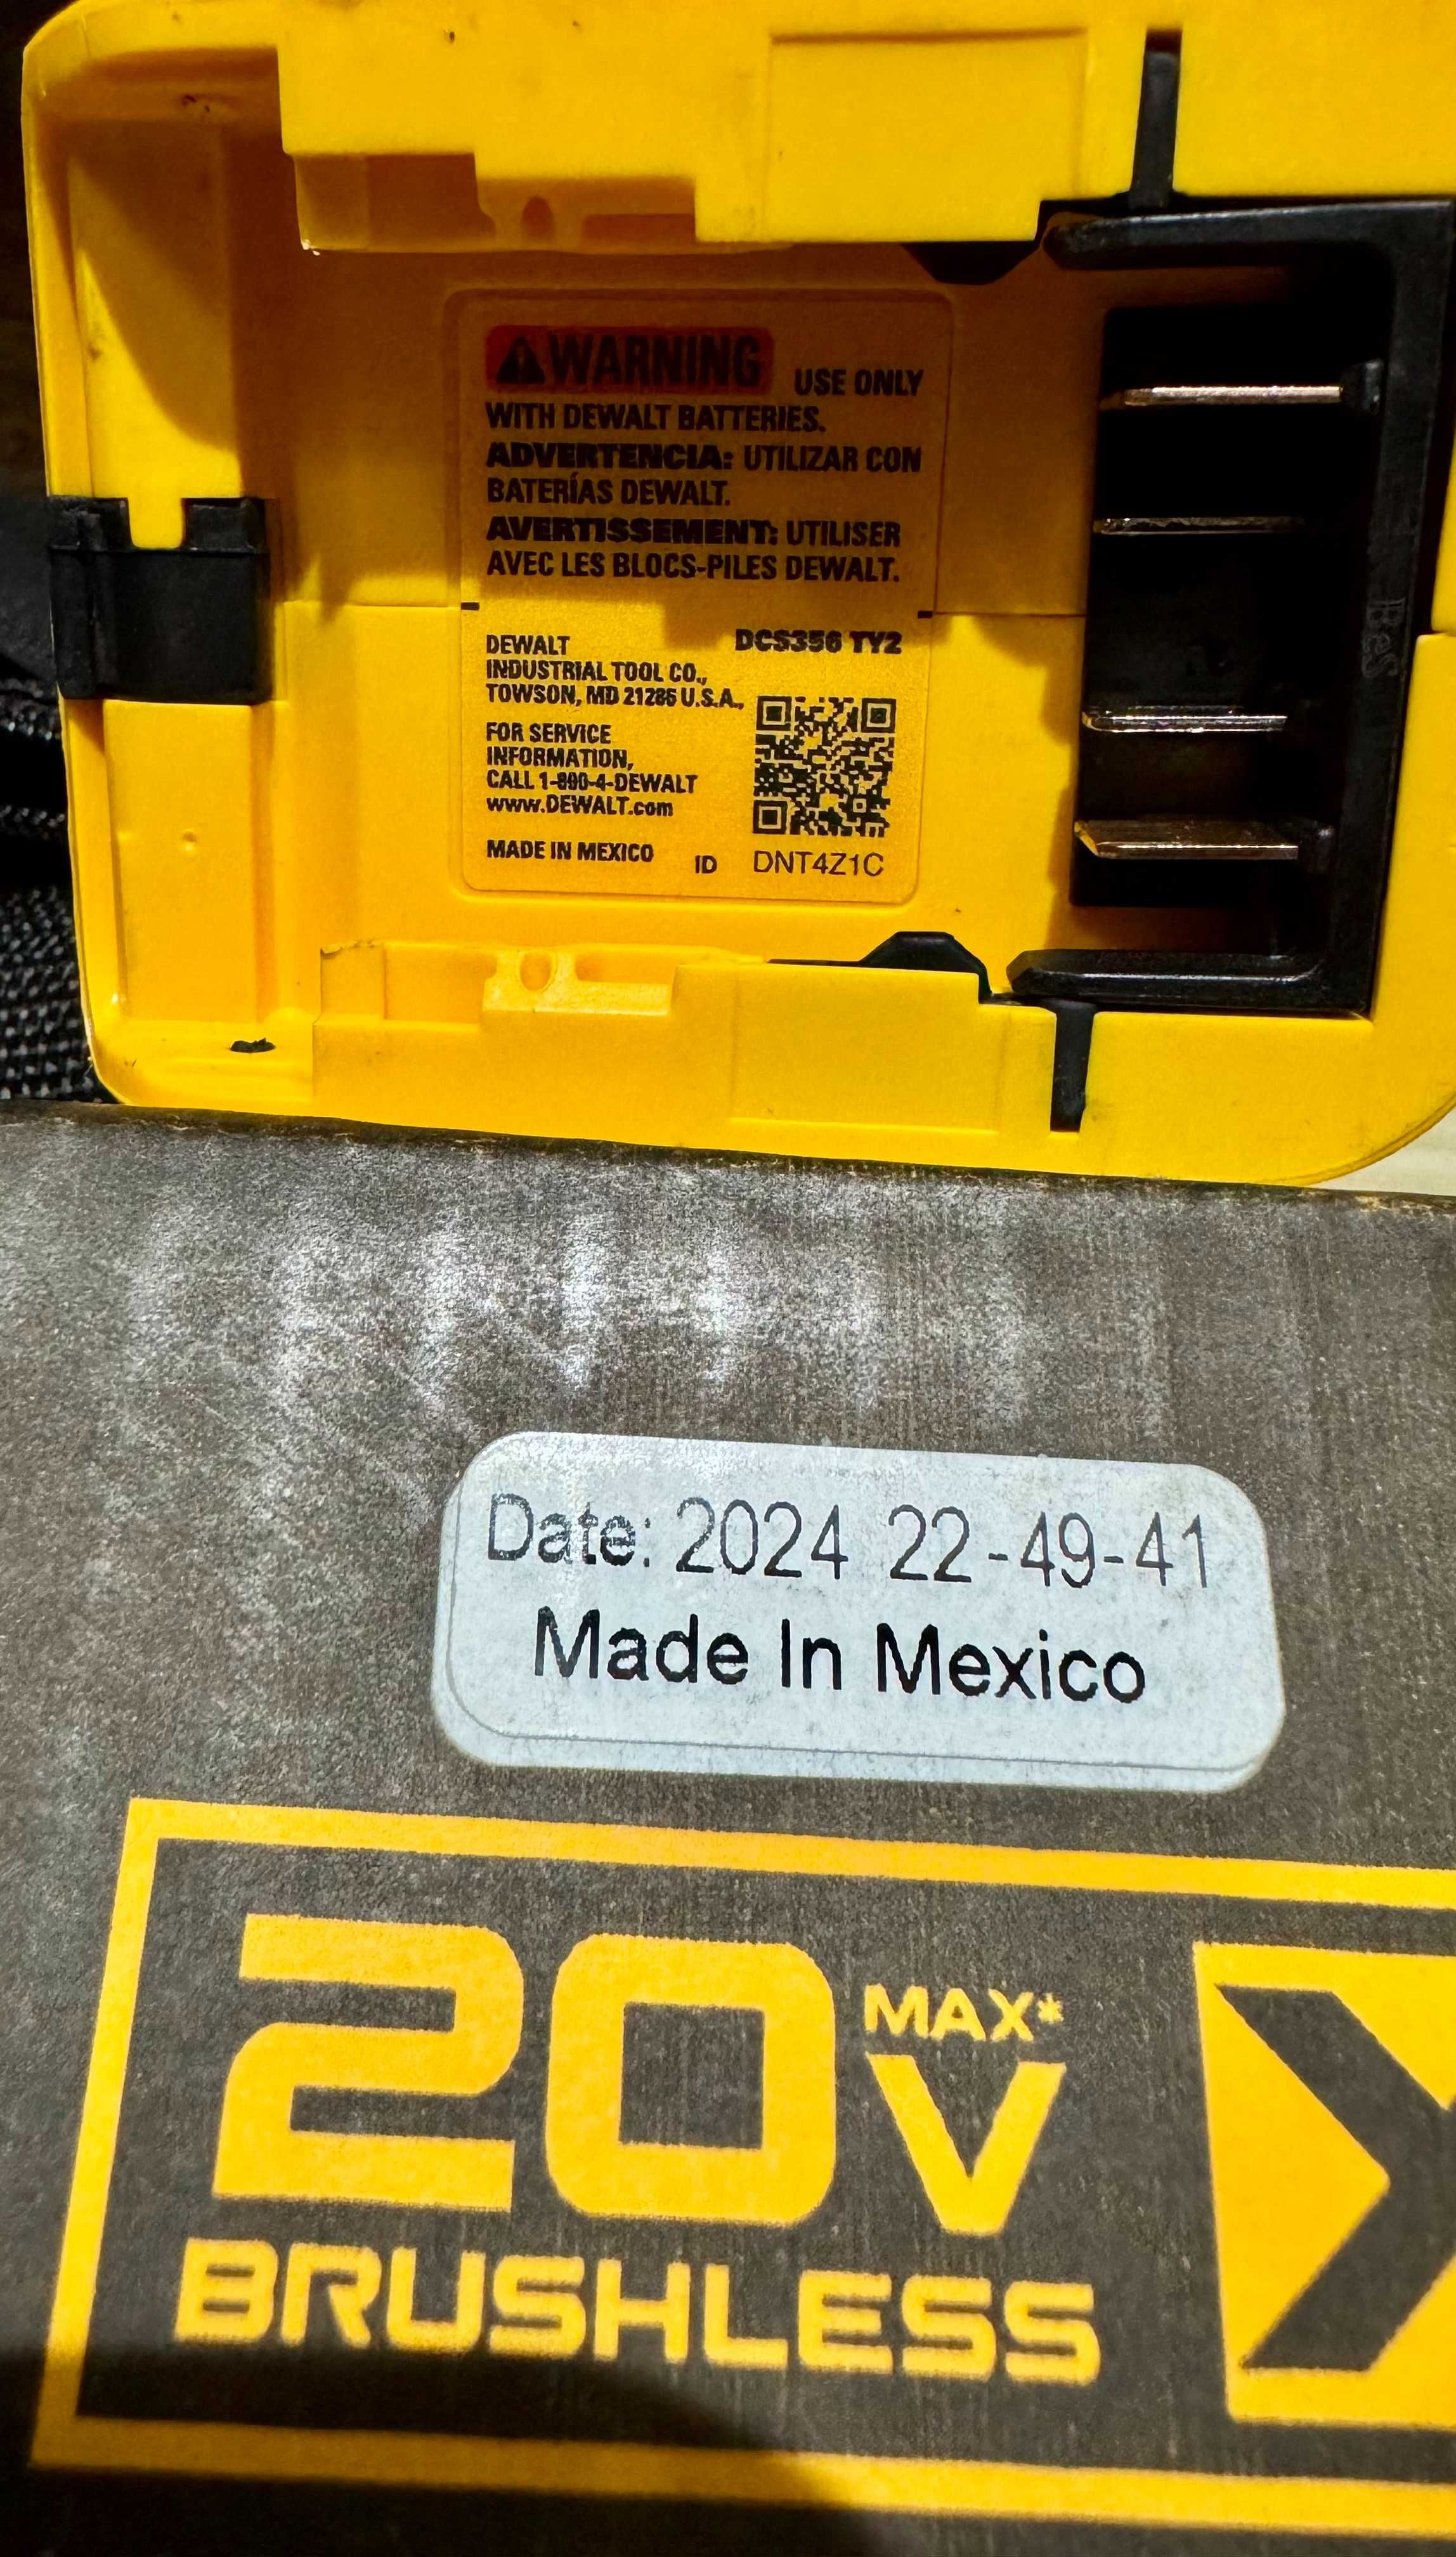 WARNING USE ONLY
WITH DEWALT BATTERIES.
ADVERTENCIA: UTILIZAR CON
BATERÍAS DEWALT.
AVERTISSEMENT: UTILISER
AVEC LES BLOCS-PILES DEWALT.
DEWALT
INDUSTRIAL TOOL CO.,
TOWSON, MD 21286 U.S.A.,
DCS356 TY2
FOR SERVICE
INFORMATION,
CALL 1-800-4-DEWALT
www.DEWALT.com
MADE IN MEXICO
ID DNT4Z1C
Date: 2024 22-49-41
Made In Mexico
20V MAX*
BRUSHLESS